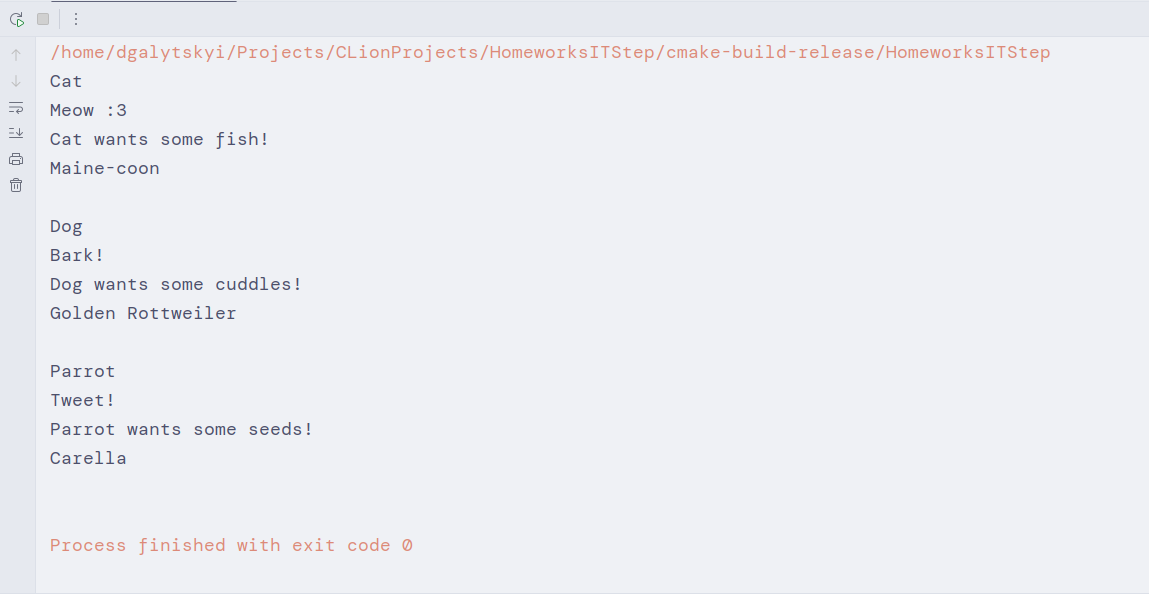 /home/dgalytskyi/Projects/CLionProjects/HomeworksITStep/cmake-build-release/HomeworksITStep
Cat
Meow :3
Cat wants some fish!
Maine-coon
Dog
Bark!
Dog wants some cuddles!
Golden Rottweiler
Parrot
Tweet!
Parrot wants some seeds!
Carella
Process finished with exit code 0